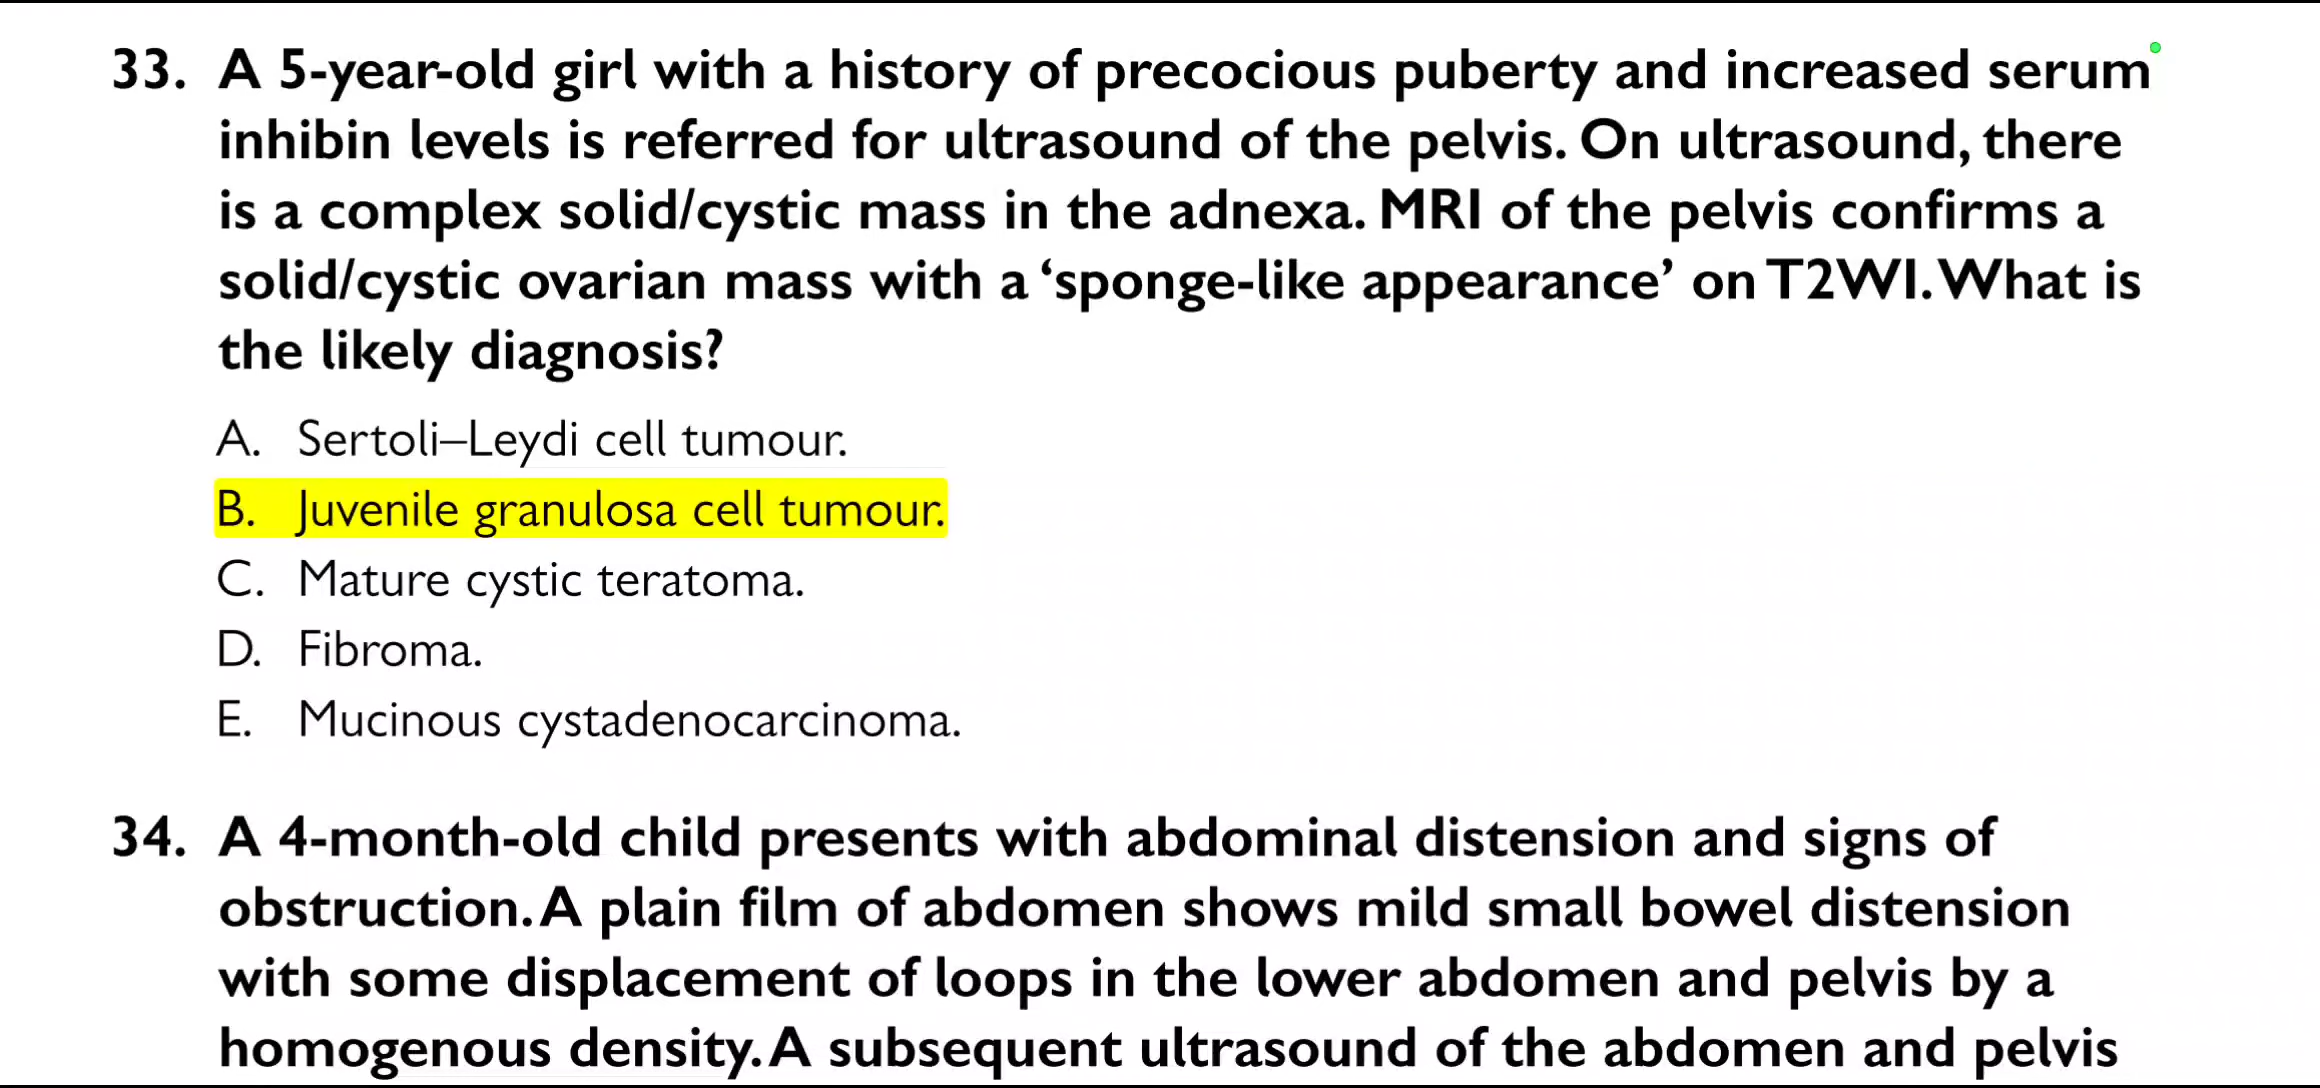 33. A 5-year-old girl with a history of precocious puberty and increased serum
inhibin levels is referred for ultrasound of the pelvis. On ultrasound, there
is a complex solid/cystic mass in the adnexa. MRI of the pelvis confirms a
solid/cystic ovarian mass with a ‘sponge-like appearance’ on T2WI. What is
the likely diagnosis?
A. Sertoli–Leydi cell tumour.
B. Juvenile granulosa cell tumour.
C. Mature cystic teratoma.
D. Fibroma.
E. Mucinous cystadenocarcinoma.
34. A 4-month-old child presents with abdominal distension and signs of
obstruction. A plain film of abdomen shows mild small bowel distension
with some displacement of loops in the lower abdomen and pelvis by a
homogenous density. A subsequent ultrasound of the abdomen and pelvis